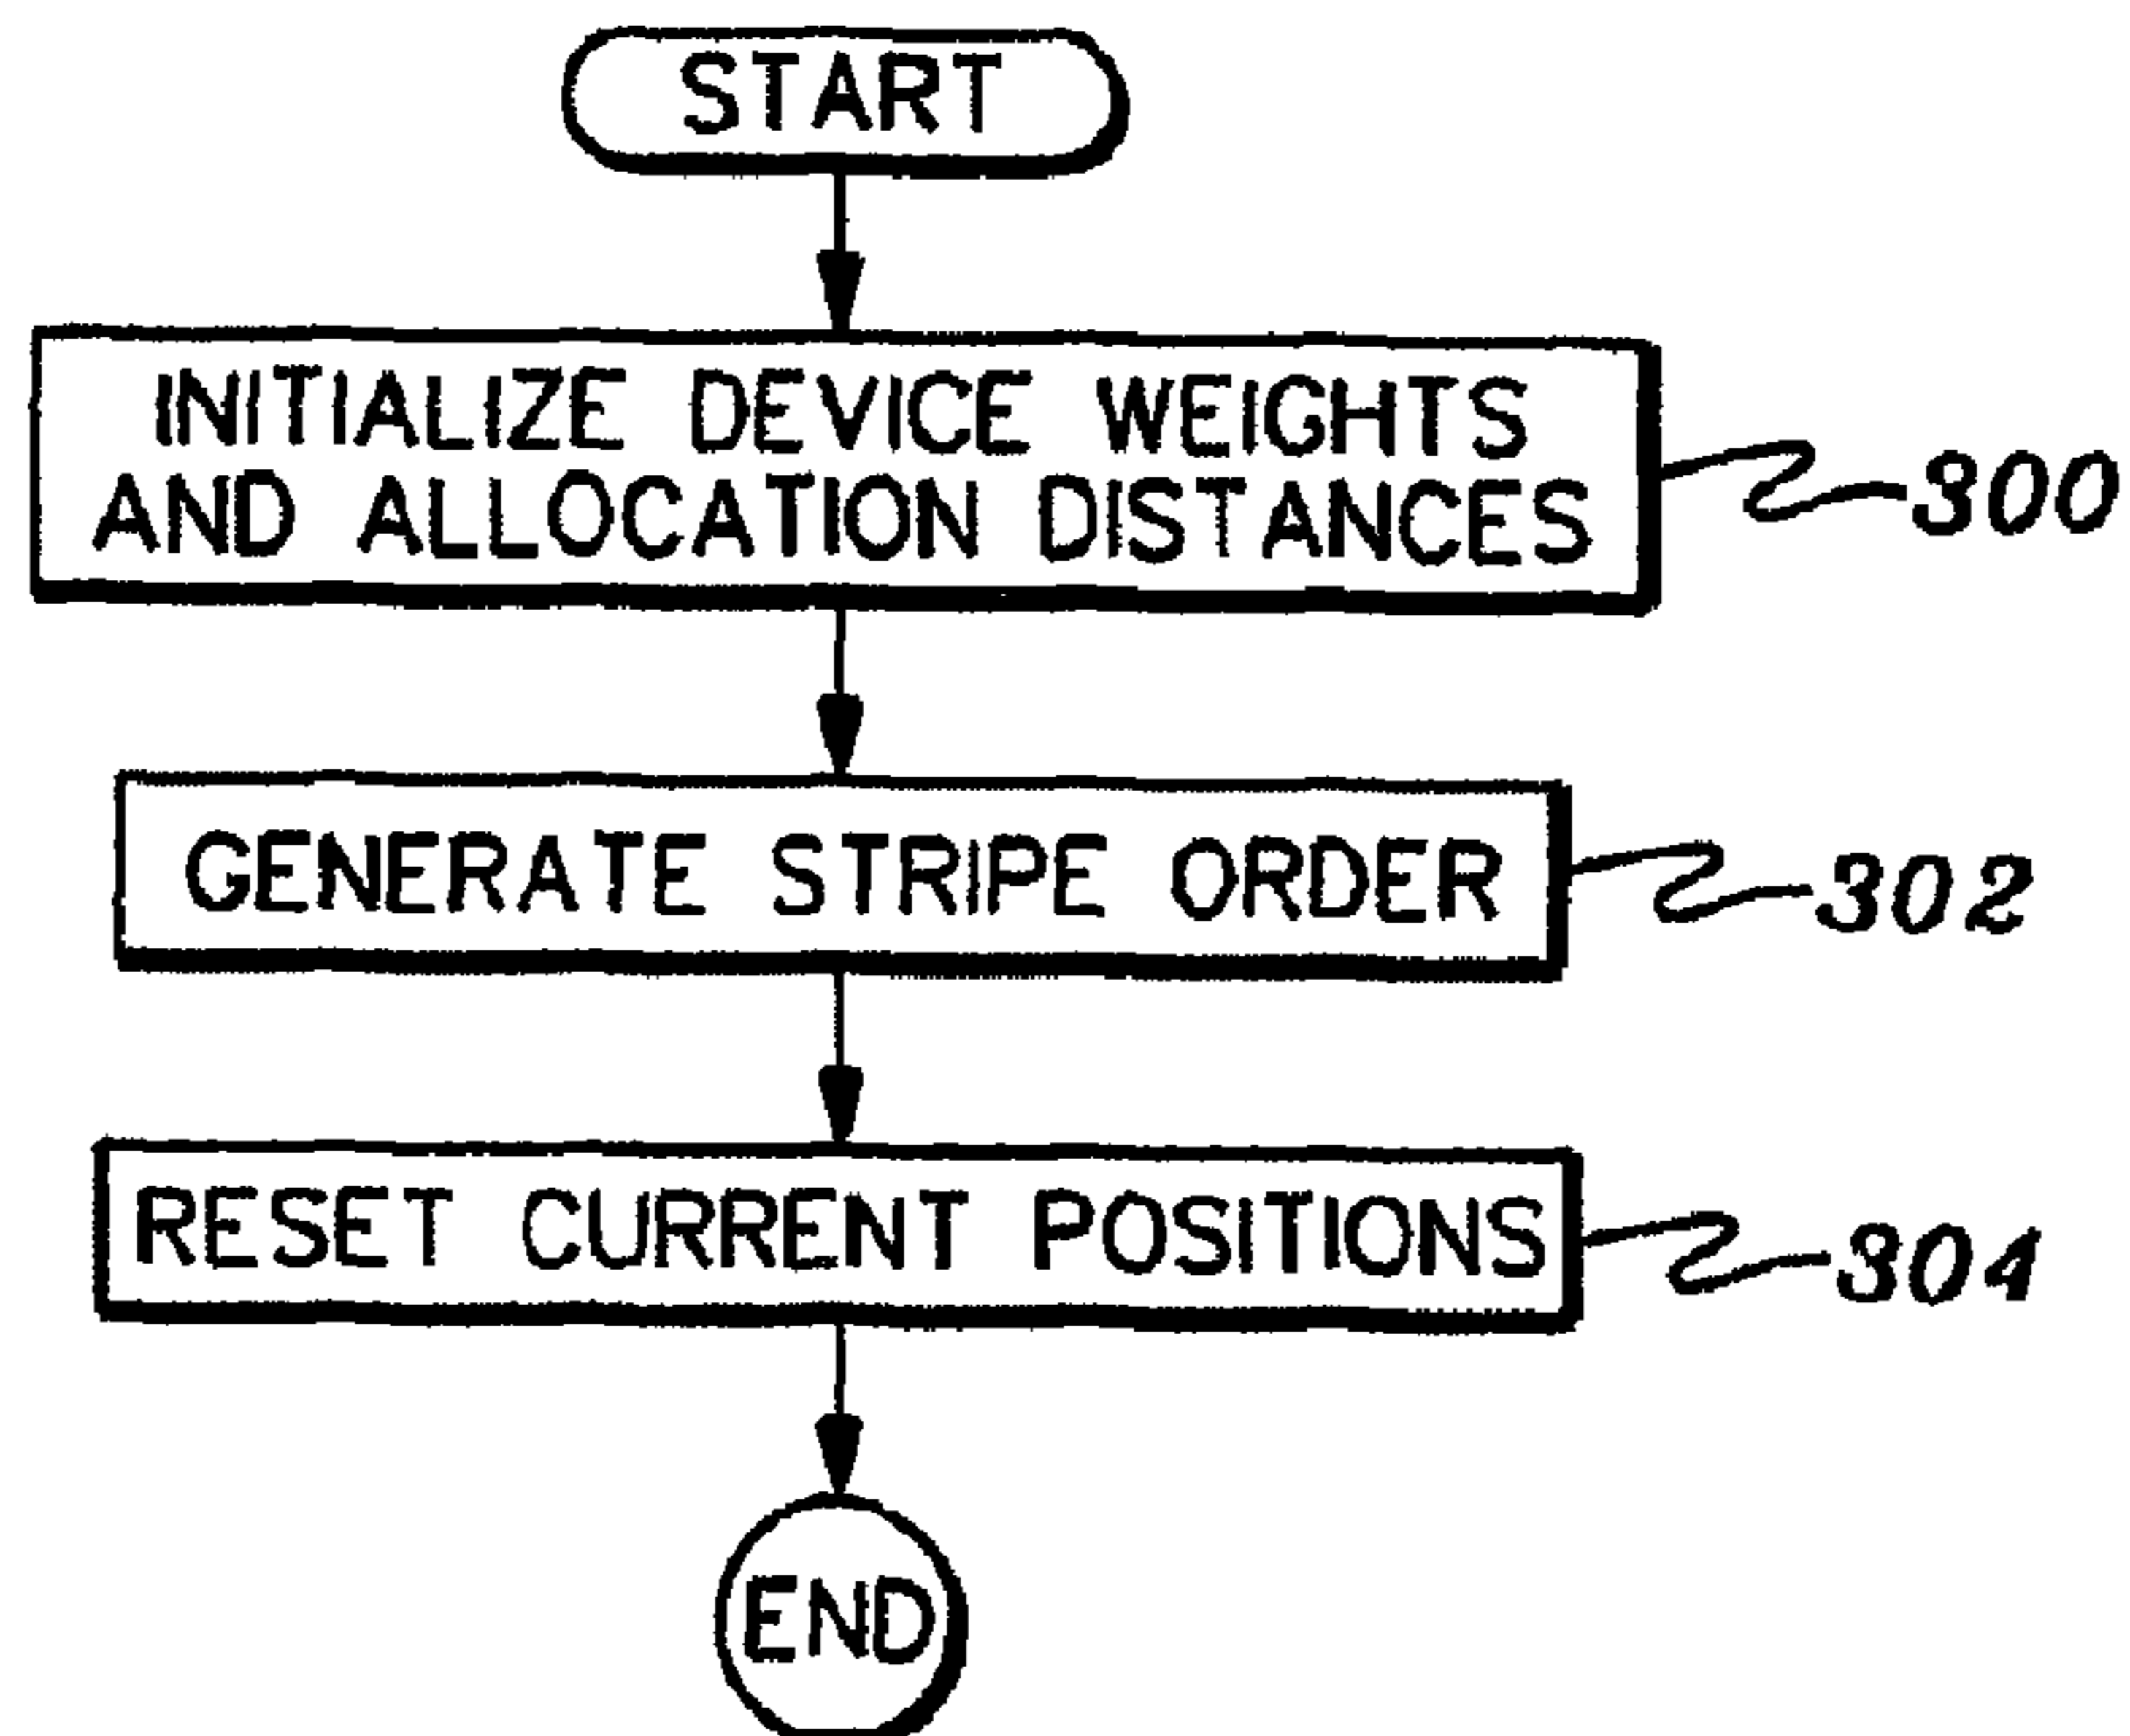 START
INITIALIZE DEVICE WEIGHTS
AND ALLOCATION DISTANCES
300
GENERATE STRIPE ORDER
302
RESET CURRENT POSITIONS
304
END